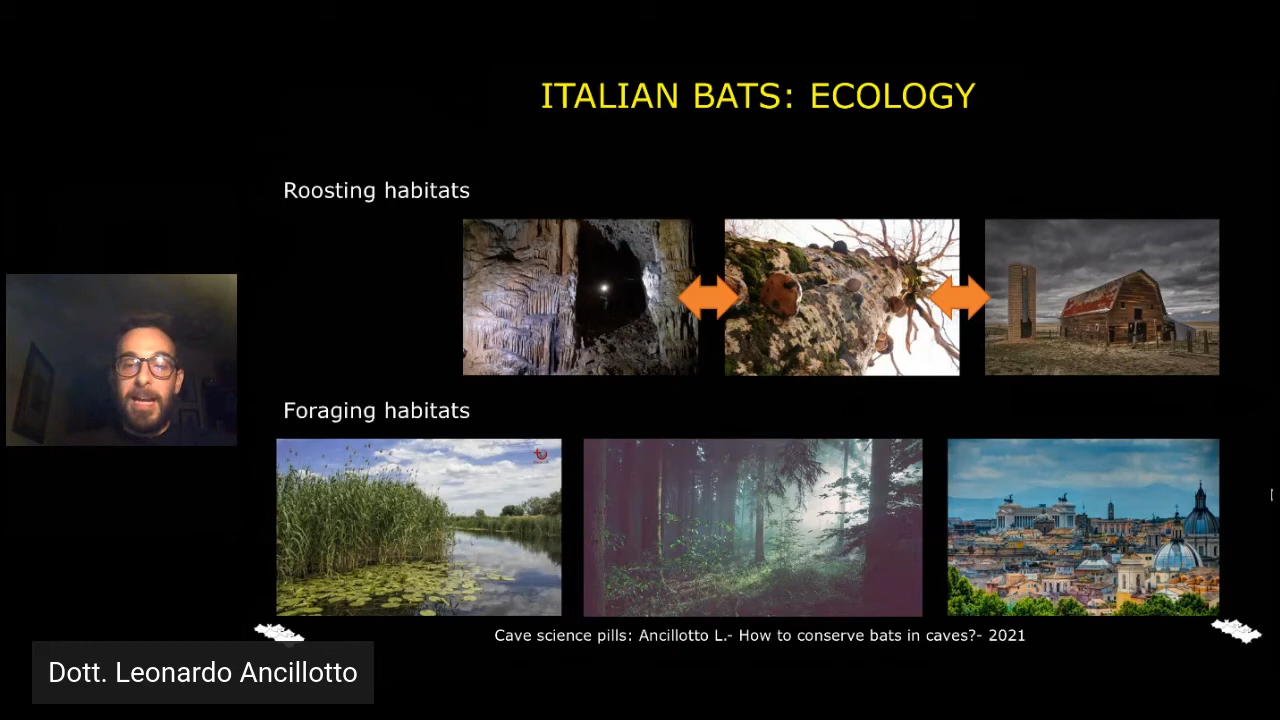 ITALIAN BATS: ECOLOGY
Roosting habitats
Foraging habitats
Cave science pills: Ancillotto L.- How to conserve bats in caves?- 2021
Dott. Leonardo Ancillotto